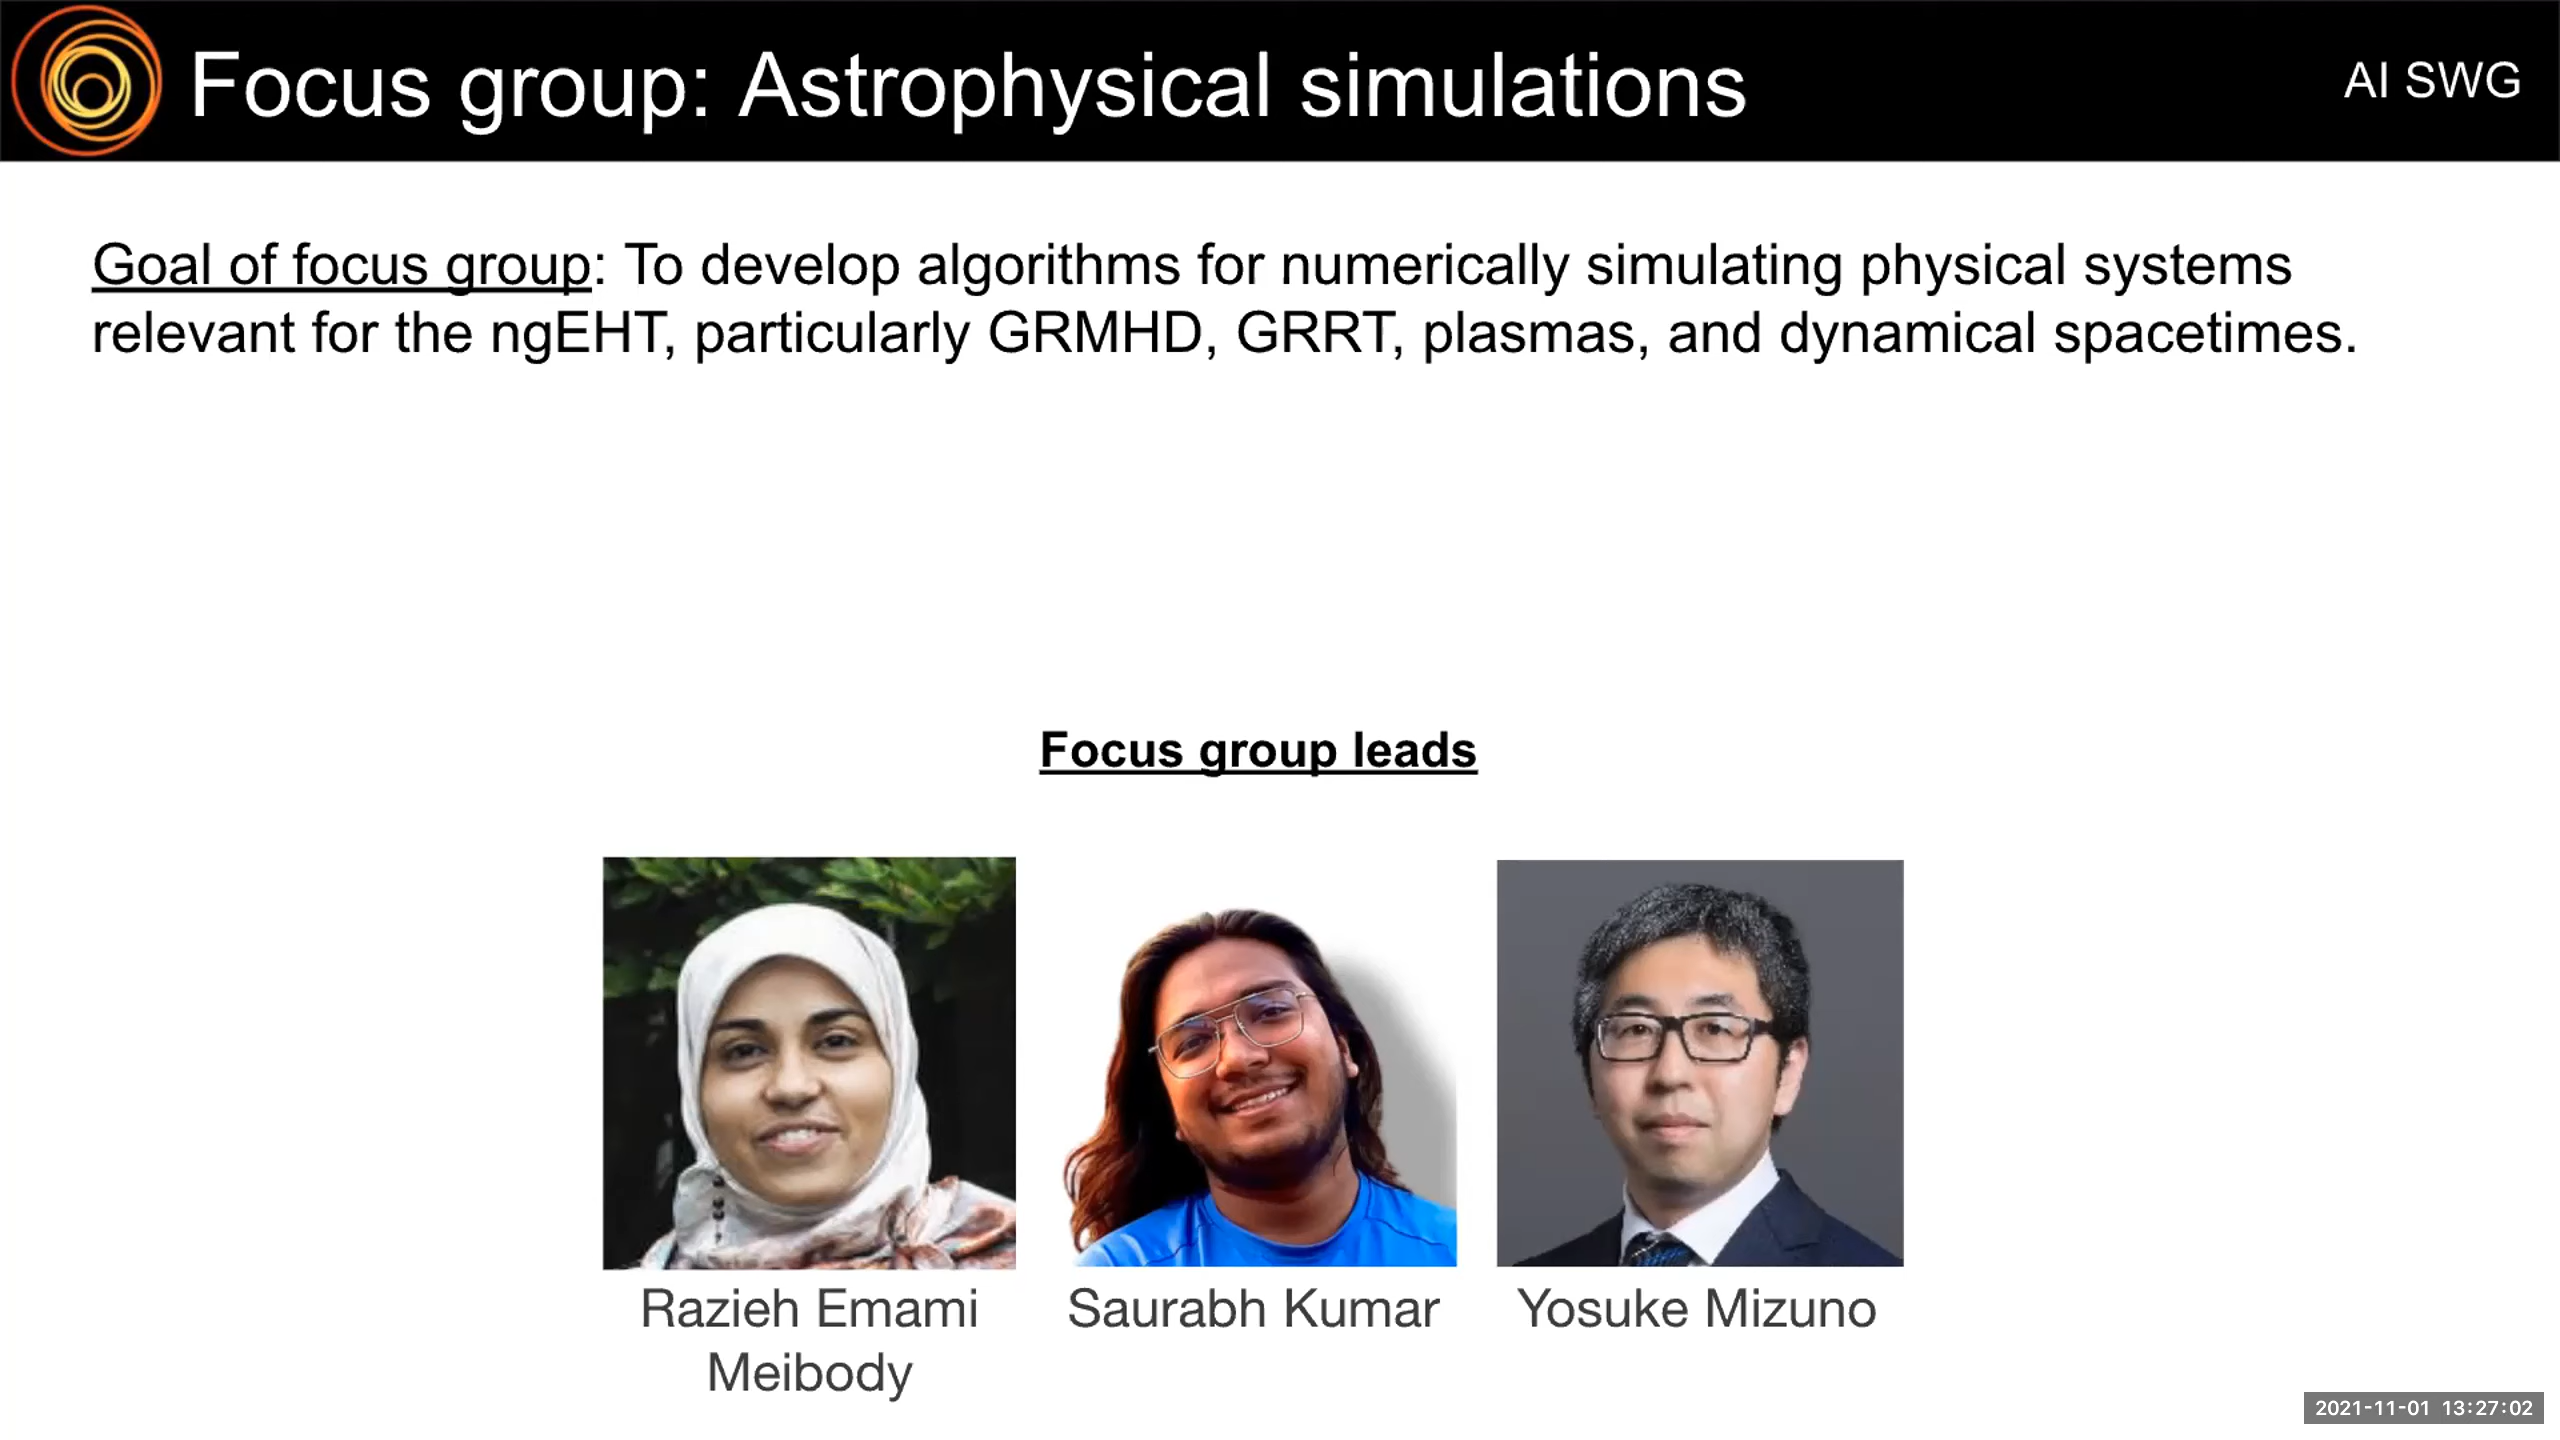 Focus group: Astrophysical simulations
AI SWG
Goal of focus group: To develop algorithms for numerically simulating physical systems
relevant for the ngEHT, particularly GRMHD, GRRT, plasmas, and dynamical spacetimes.
Focus group leads
Razieh Emami
Meibody
Saurabh Kumar
Yosuke Mizuno
2021-11-01 13:27:02